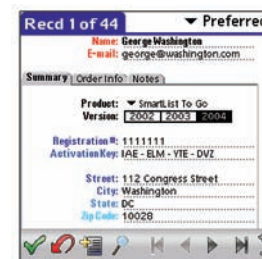 Recd 1 of 44 Preferred
Name: George Washington
E-mail: george@washington.com
Summary Order Info Notes
Product: SmartList To Go
Version: 2002 2003 2004
Registration #: 1111111
Activation Key: IAE - ELM - YTE - DVZ
Street: 112 Congress Street
City: Washington
State: DC
Zip Code: 10028